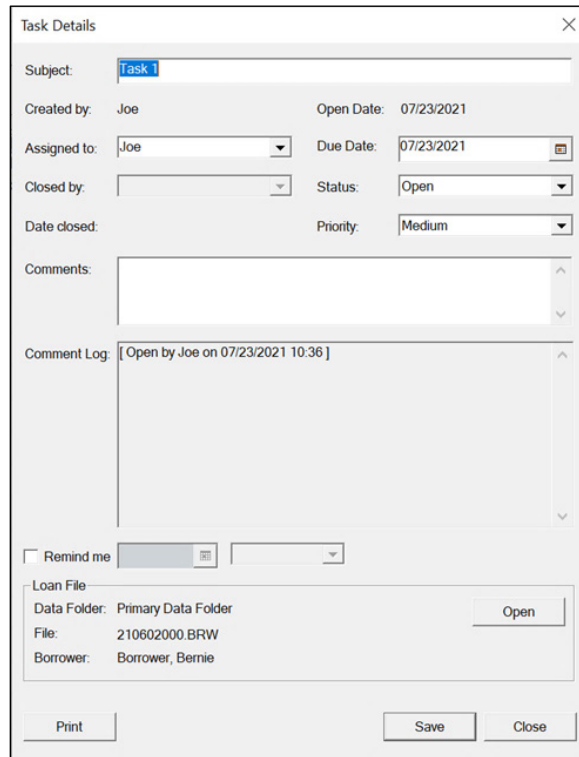 Task Details
Subject: Task 1
Created by: Joe Open Date: 07/23/2021
Assigned to: Joe Due Date: 07/23/2021
Closed by: Status: Open
Date closed: Priority: Medium
Comments:
Comment Log: [ Open by Joe on 07/23/2021 10:36 ]
Remind me
Loan File
Data Folder: Primary Data Folder Open
File: 210602000.BRW
Borrower: Borrower, Bernie
Print Save Close